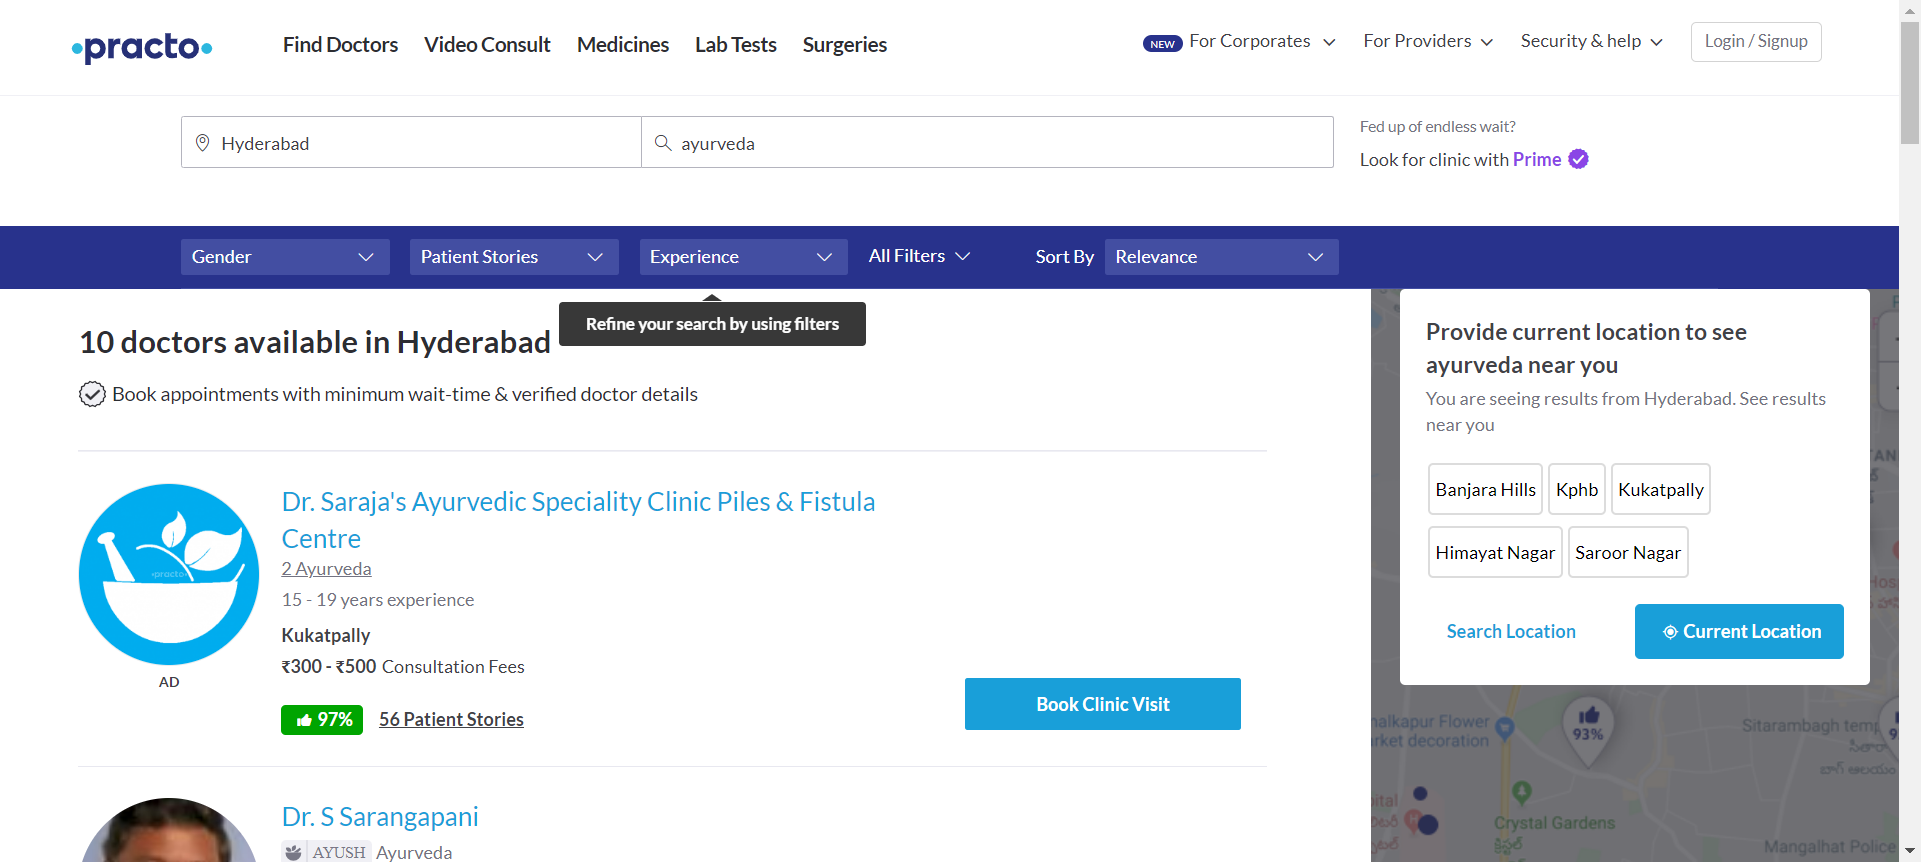 practo
Find Doctors
Video Consult
Medicines
Lab Tests
Surgeries
NEW For Corporates
For Providers
Security & help
Login / Signup
Hyderabad
ayurveda
Fed up of endless wait?
Look for clinic with Prime
Gender
Patient Stories
Experience
All Filters
Sort By
Relevance
Refine your search by using filters
10 doctors available in Hyderabad
Book appointments with minimum wait-time & verified doctor details
Dr. Saraja's Ayurvedic Speciality Clinic Piles & Fistula
Centre
2 Ayurveda
15 - 19 years experience
Kukatpally
₹300 - ₹500 Consultation Fees
97%
56 Patient Stories
practo
AD
Book Clinic Visit
Dr. S Sarangapani
AYUSH Ayurveda
Provide current location to see
ayurveda near you
You are seeing results from Hyderabad. See results
near you
Banjara Hills
Kphb
Kukatpally
Himayat Nagar
Saroor Nagar
Search Location
Current Location
nalkapur Flower
rket decoration
93%
Sitarambagh temp
Crystal Gardens
Mangalhat Police